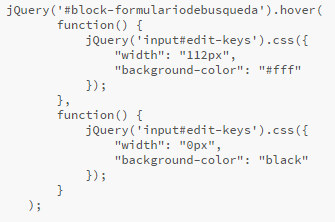 jQuery('#block-formulariodebusqueda').hover(
function() {
jQuery('input#edit-keys').css({
"width": "112px",
"background-color": "#fff"
});
},
function() {
jQuery('input#edit-keys').css({
"width": "0px",
"background-color": "black"
});
}
);